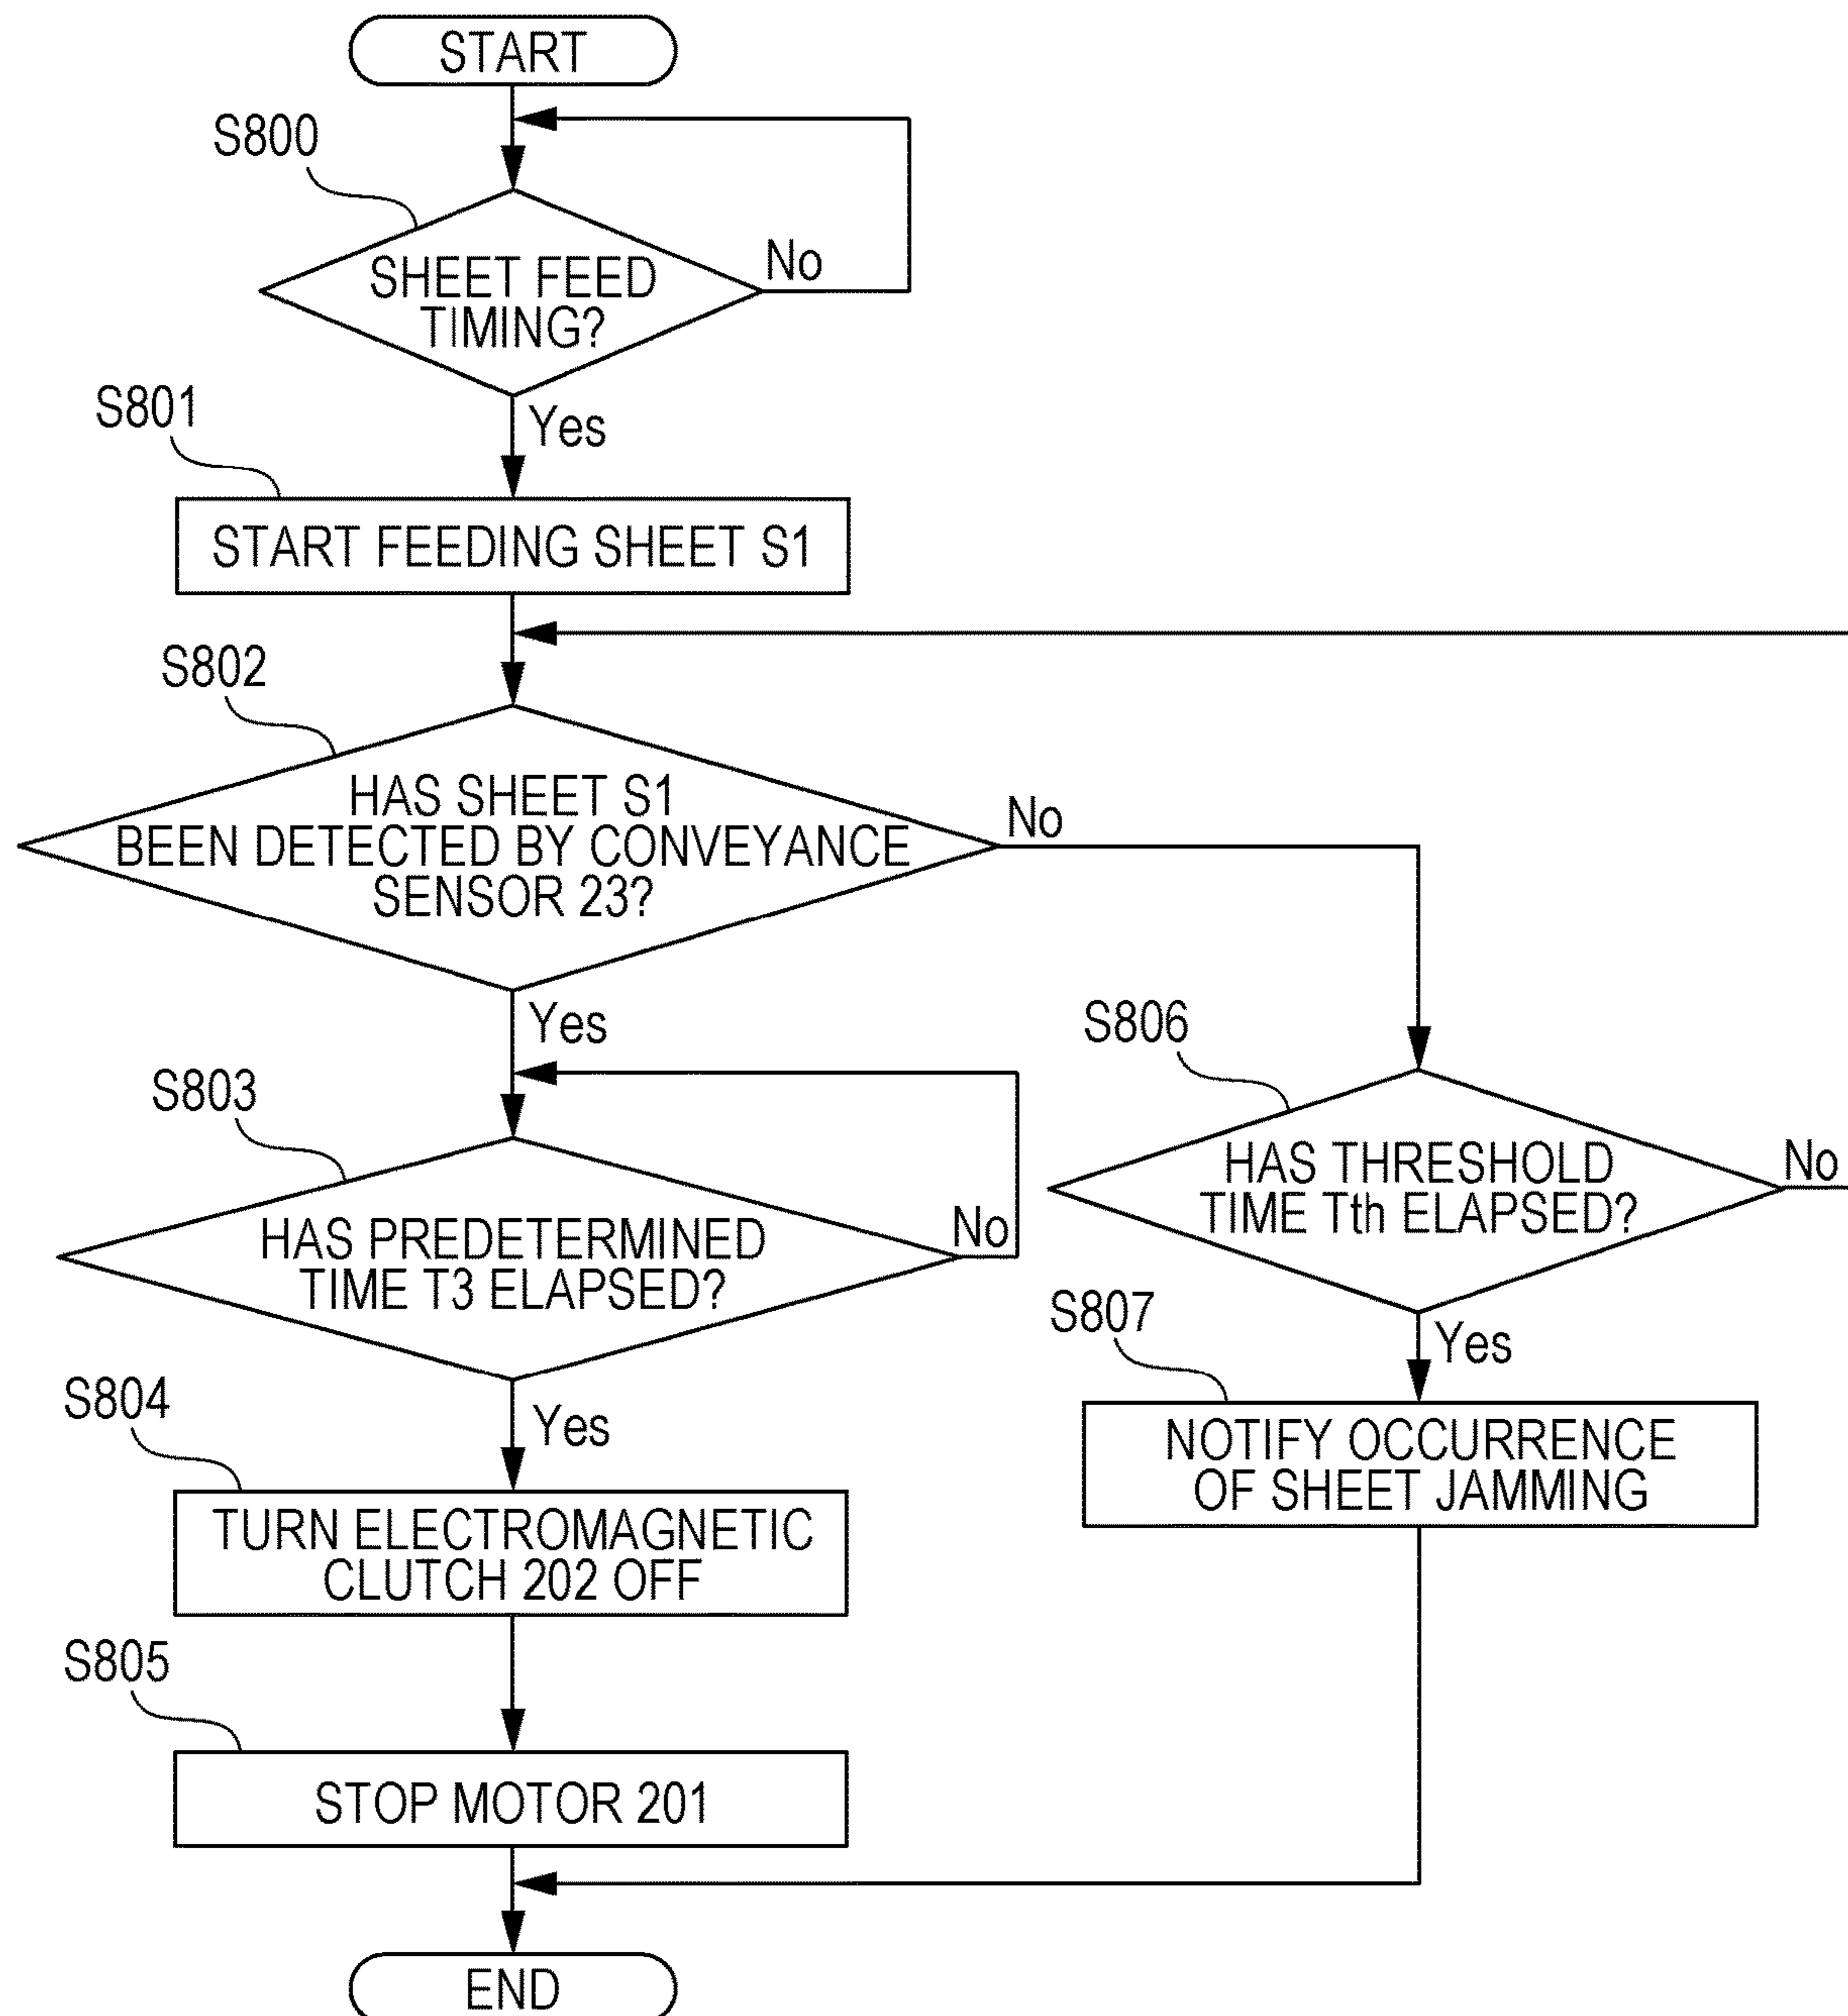 START
S800
SHEET FEED
TIMING?
No
Yes
S801
START FEEDING SHEET S1
S802
HAS SHEET S1
BEEN DETECTED BY CONVEYANCE
SENSOR 23?
No
Yes
S803
HAS PREDETERMINED
TIME T3 ELAPSED?
No
Yes
S804
TURN ELECTROMAGNETIC
CLUTCH 202 OFF
S805
STOP MOTOR 201
S806
HAS THRESHOLD
TIME Tth ELAPSED?
No
Yes
S807
NOTIFY OCCURRENCE
OF SHEET JAMMING
END